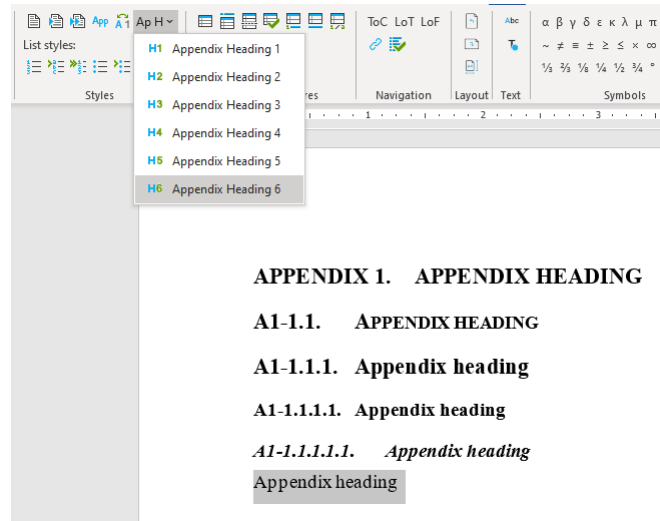 App Ap H ToC LoT LoF Abc α β γ δ ε κ λ μ π
List styles: ~ ≠ ≡ ± ≥ ≤ × ∞
⅓ ⅔ ⅛ ¼ ½ ¾ °
Styles res Navigation Layout Text Symbols
H1 Appendix Heading 1
H2 Appendix Heading 2
H3 Appendix Heading 3
H4 Appendix Heading 4
H5 Appendix Heading 5
H6 Appendix Heading 6
1 2 3
APPENDIX 1. APPENDIX HEADING
A1-1.1. APPENDIX HEADING
A1-1.1.1. Appendix heading
A1-1.1.1.1. Appendix heading
A1-1.1.1.1.1. Appendix heading
Appendix heading